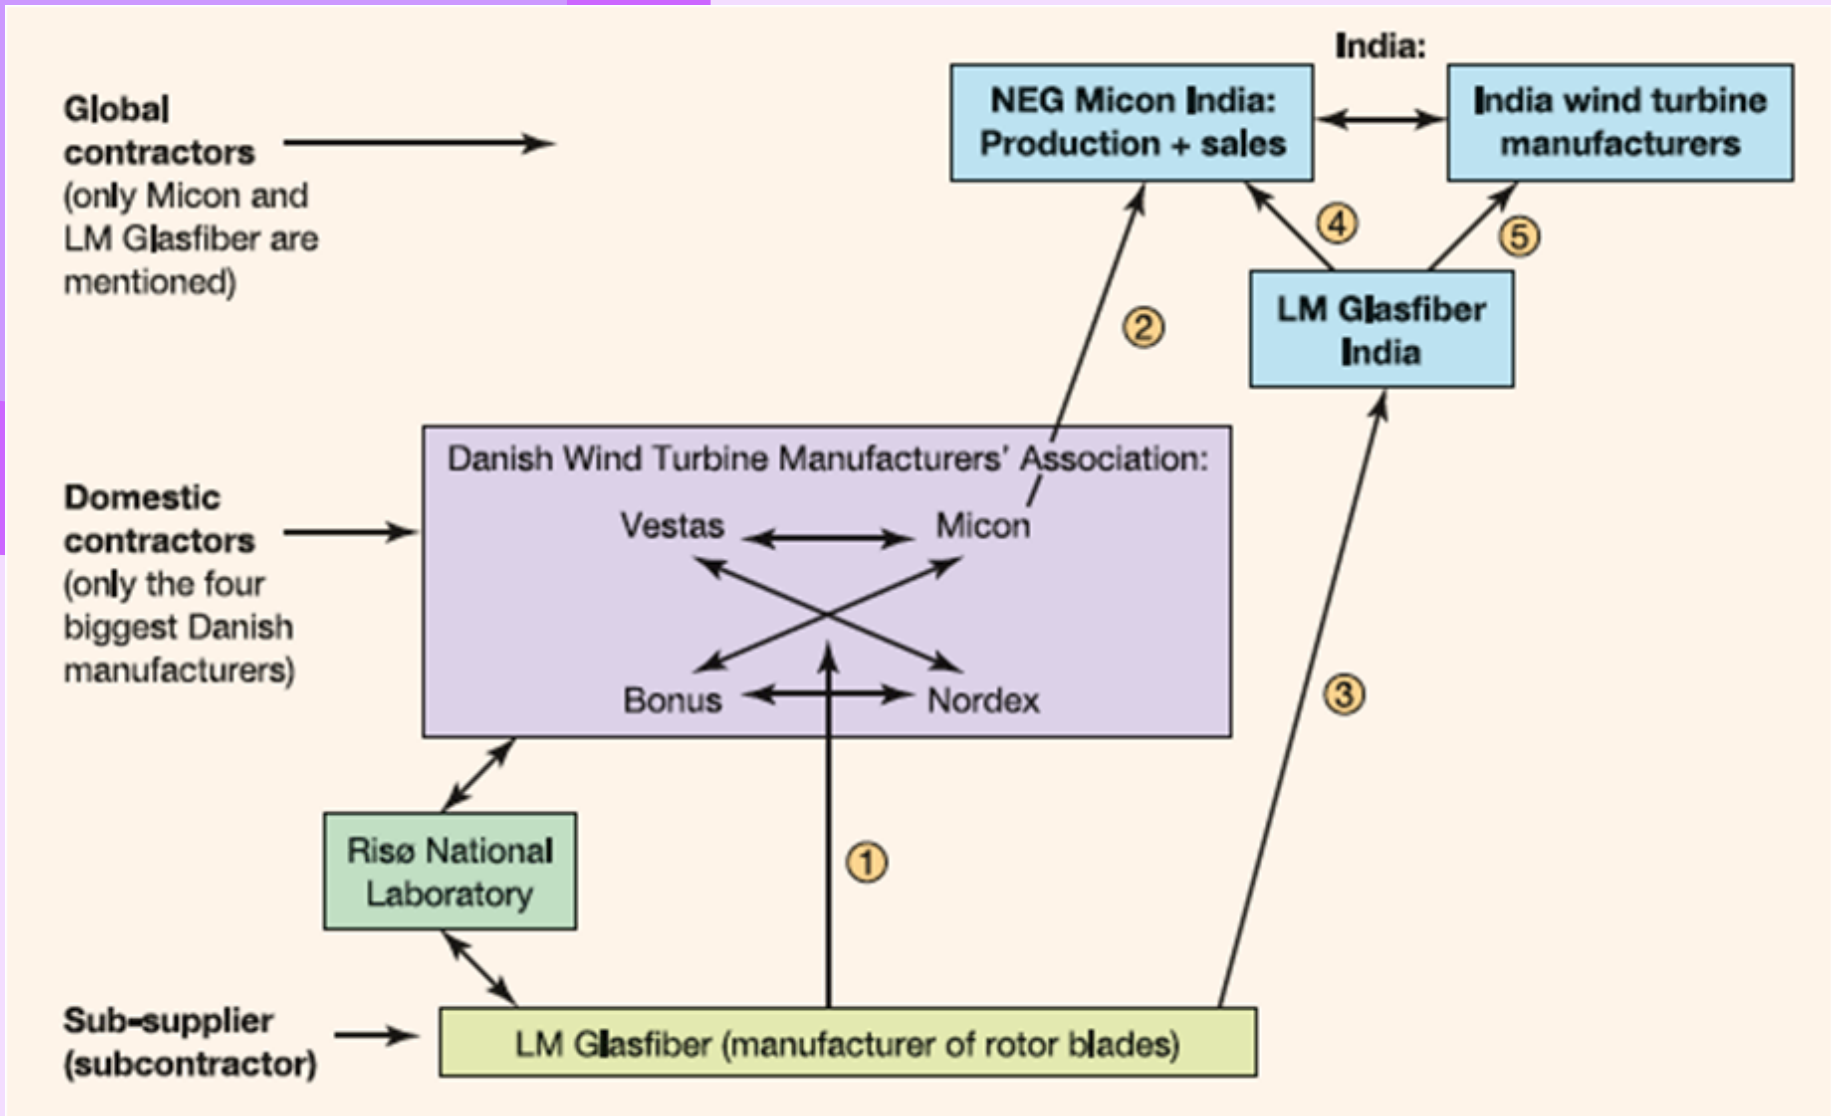 India:
Global
contractors
(only Micon and
LM Glasfiber are
mentioned)
NEG Micon India:
Production + sales
India wind turbine
manufacturers
4
5
2
LM Glasfiber
India
Domestic
contractors
(only the four
biggest Danish
manufacturers)
Danish Wind Turbine Manufacturers’ Association:
Vestas
Micon
Bonus
Nordex
3
Risø National
Laboratory
1
Sub-supplier
(subcontractor)
LM Glasfiber (manufacturer of rotor blades)